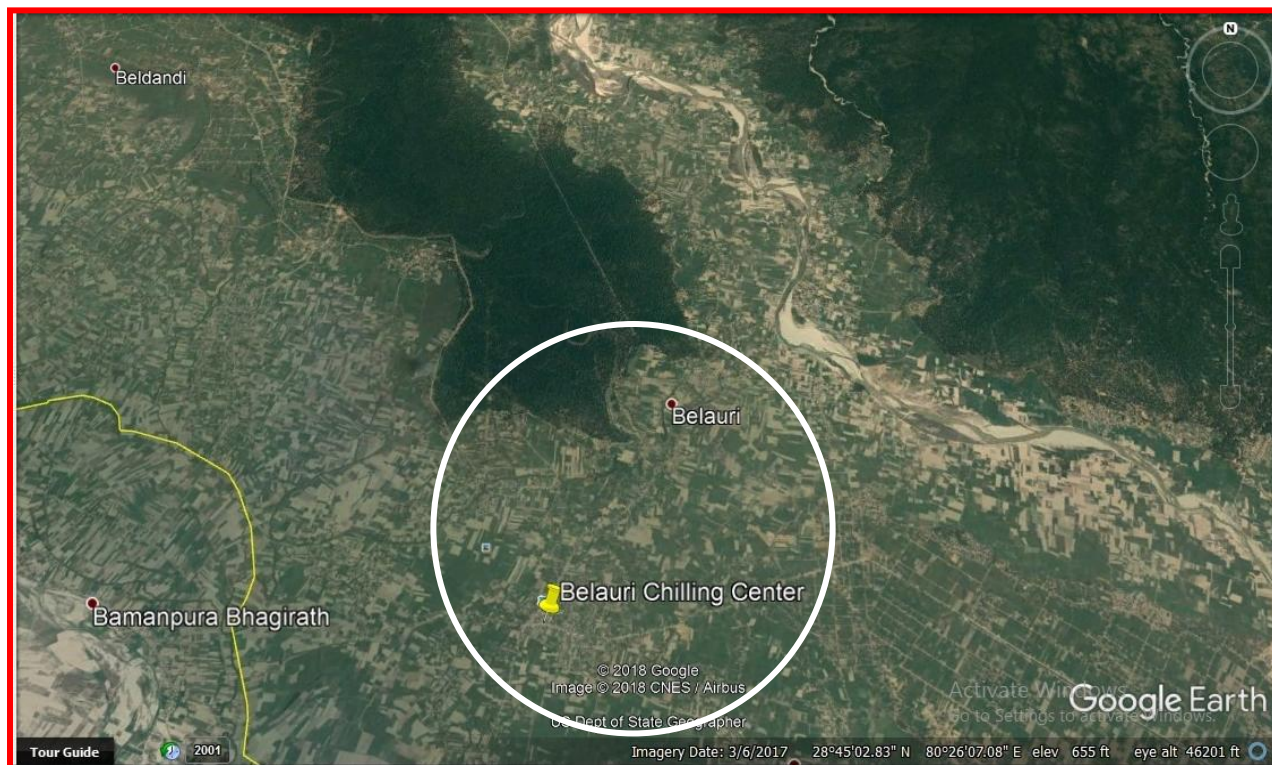 N
Beldandi
Belauri
Belauri Chilling Center
Bamanpura Bhagirath
© 2018 Google
Image © 2018 CNES / Airbus
US Dept of State Geographer
Activate Windows
Go to Settings to activate Windows.
Google Earth
Tour Guide
2001
Imagery Date: 3/6/2017 28°45'02.83" N 80°26'07.08" E elev 655 ft eye alt 46201 ft